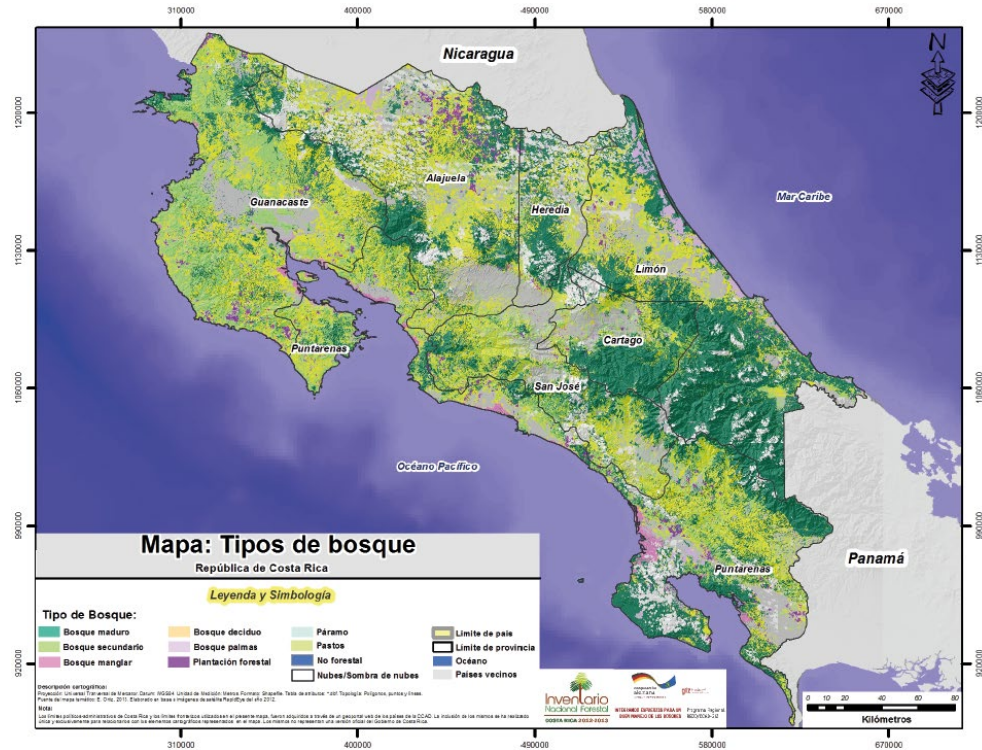 310000 400000 490000 580000 670000
N
Nicaragua
1200000 1200000
Alajuela
Mar Caribe
Guanacaste
Heredia
1130000 1130000
Limón
Cartago
Puntarenas
San José
1060000 1060000
Océano Pacífico
990000 990000
Mapa: Tipos de bosque
República de Costa Rica
Panamá
Puntarenas
Leyenda y Simbología
Tipo de Bosque:
Bosque maduro Bosque deciduo Páramo Límite de país
Bosque secundario Bosque palmas Pastos Límite de provincia
Bosque manglar Plantación forestal No forestal Océano
Nubes/Sombra de nubes Países vecinos
920000 920000
Descripción cartográfica:
Nota:
Inventario
Nacional Forestal
COSTA RICA 2012-2013
0 10 20 40 60 80
Kilómetros
310000 400000 490000 580000 670000